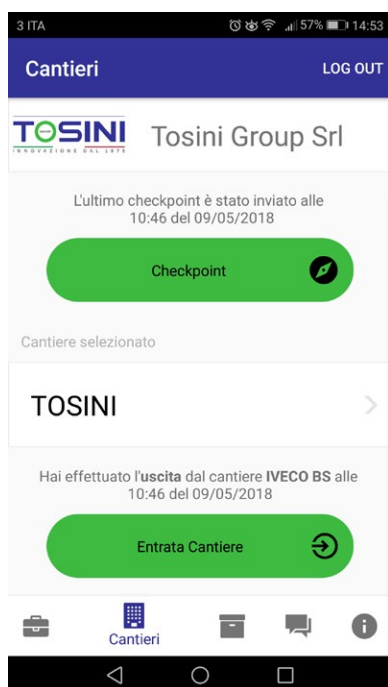 3 ITA 57% 14:53
Cantieri LOG OUT
TOSINI Tosini Group Srl
INNOVAZIONE DAL 1978
L'ultimo checkpoint è stato inviato alle
10:46 del 09/05/2018
Checkpoint
Cantiere selezionato
TOSINI
Hai effettuato l'uscita dal cantiere IVECO BS alle
10:46 del 09/05/2018
Entrata Cantiere
Cantieri